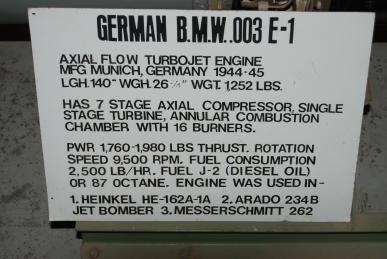 GERMAN B.M.W..003 E-1
AXIAL FLOW TURBOJET ENGINE
MFG MUNICH, GERMANY 1944-45
LGH.140" WGH.26 WGT. 1252 LBS.
HAS 7 STAGE AXIAL COMPRESSOR, SINGLE
STAGE TURBINE, ANNULAR COMBUSTION
CHAMBER WITH 16 BURNERS.
PWR 1,760-1,980 LBS THRUST. ROTATION
SPEED 9,500 RPM. FUEL CONSUMPTION
2,500 LB/HR. FUEL J-2 (DIESEL OIL)
OR 87 OCTANE. ENGINE WAS USED IN-
1. HEINKEL HE-162A-1A 2. ARADO 234B
JET BOMBER 3. MESSERSCHMITT 262